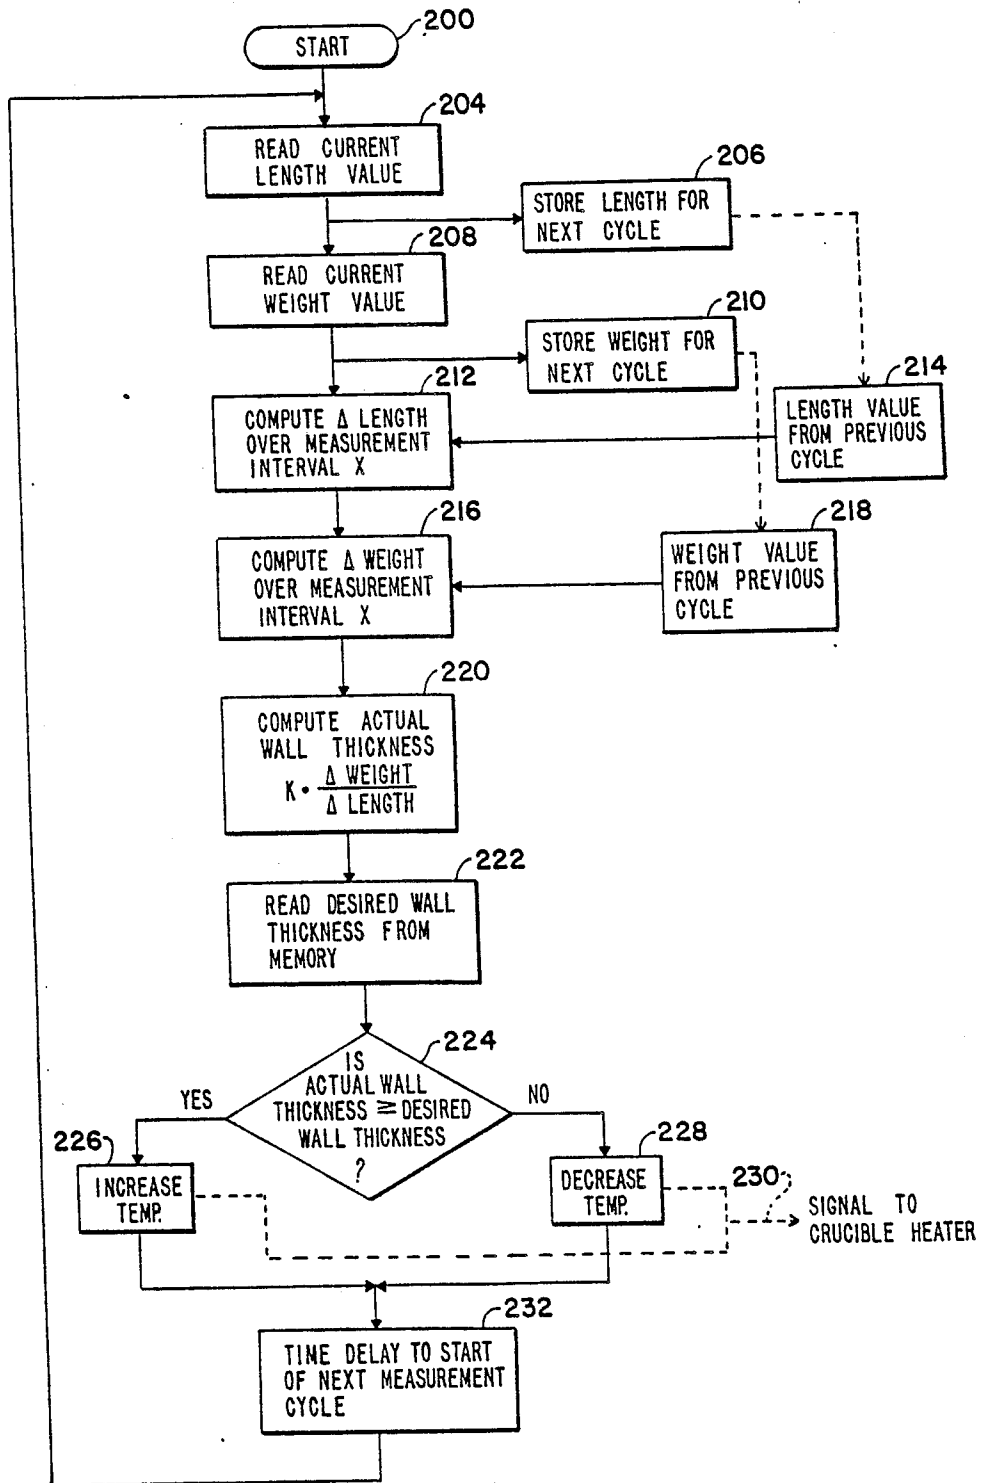 200
START
204
READ CURRENT
LENGTH VALUE
206
STORE LENGTH FOR
NEXT CYCLE
208
READ CURRENT
WEIGHT VALUE
210
STORE WEIGHT FOR
NEXT CYCLE
212
COMPUTE Δ LENGTH
OVER MEASUREMENT
INTERVAL X
214
LENGTH VALUE
FROM PREVIOUS
CYCLE
216
COMPUTE Δ WEIGHT
OVER MEASUREMENT
INTERVAL X
218
WEIGHT VALUE
FROM PREVIOUS
CYCLE
220
COMPUTE ACTUAL
WALL THICKNESS
K • Δ WEIGHT
Δ LENGTH
222
READ DESIRED WALL
THICKNESS FROM
MEMORY
224
IS
ACTUAL WALL
THICKNESS ≧ DESIRED
WALL THICKNESS
?
YES
NO
226
INCREASE
TEMP.
228
DECREASE
TEMP.
230
SIGNAL TO
CRUCIBLE HEATER
232
TIME DELAY TO START
OF NEXT MEASUREMENT
CYCLE